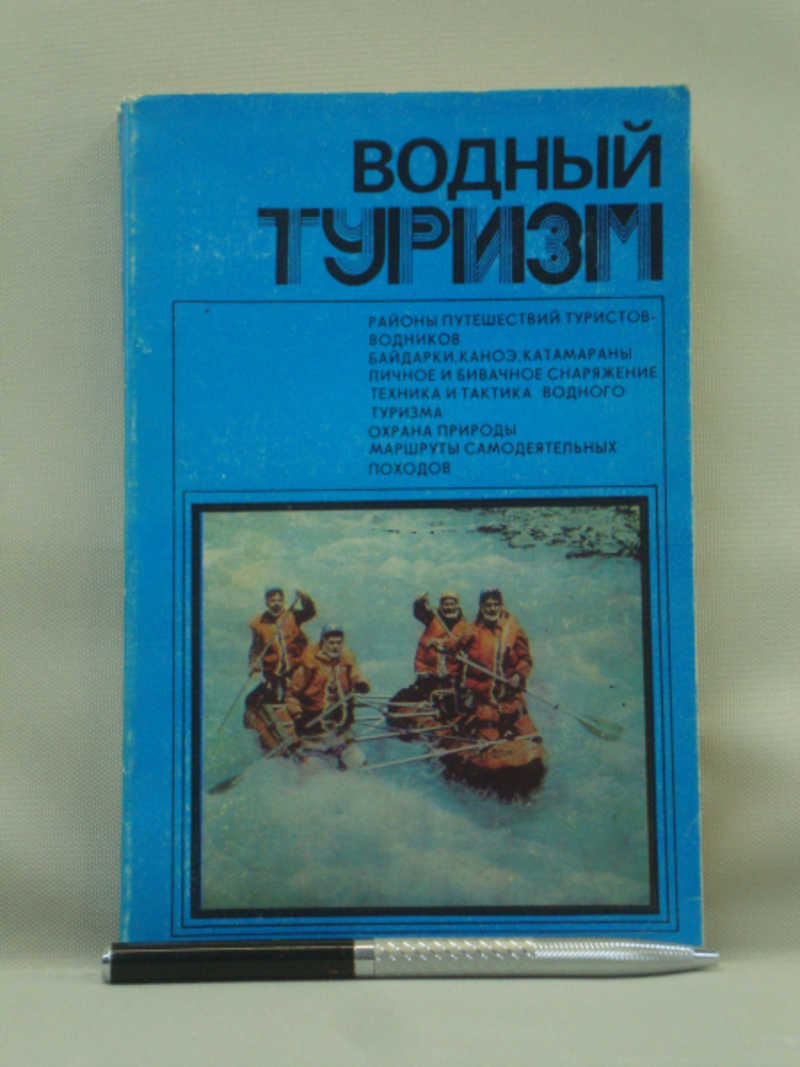 ВОДНЫЙ
ТУРИЗМ
РАЙОНЫ ПУТЕШЕСТВИЙ ТУРИСТОВ-
ВОДНИКОВ
БАЙДАРКИ, КАНОЭ, КАТАМАРАНЫ
ЛИЧНОЕ И БИВАЧНОЕ СНАРЯЖЕНИЕ
ТЕХНИКА И ТАКТИКА ВОДНОГО
ТУРИЗМА
ОХРАНА ПРИРОДЫ
МАРШРУТЫ САМОДЕЯТЕЛЬНЫХ
ПОХОДОВ